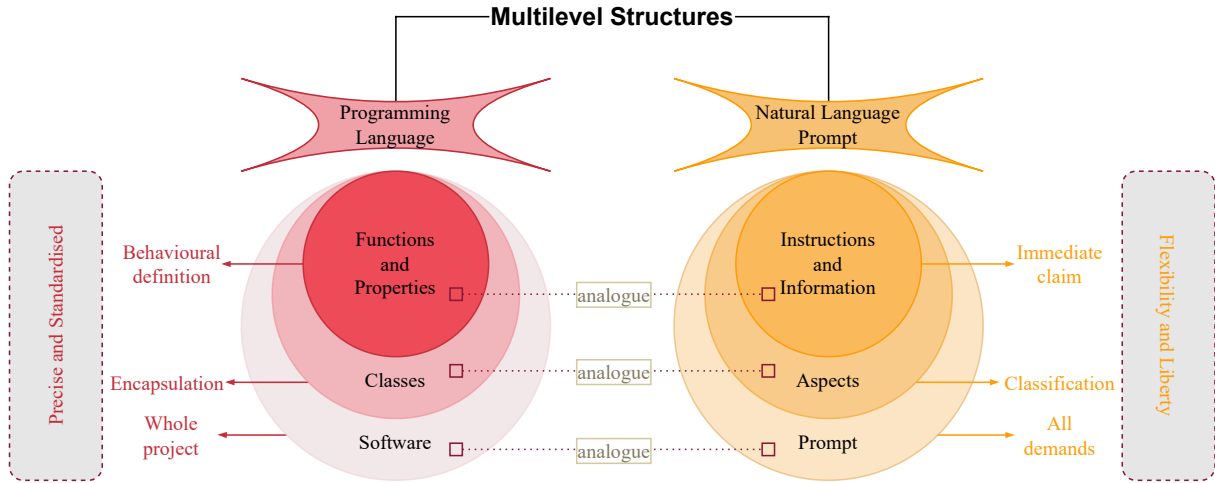 Multilevel Structures
Programming
Language
Natural Language
Prompt
Precise and Standardised
Behavioural
definition
Encapsulation
Whole
project
Functions
and
Properties
Classes
Software
analogue
analogue
analogue
Instructions
and
Information
Aspects
Prompt
Immediate
claim
Classification
All
demands
Flexibility and Liberty